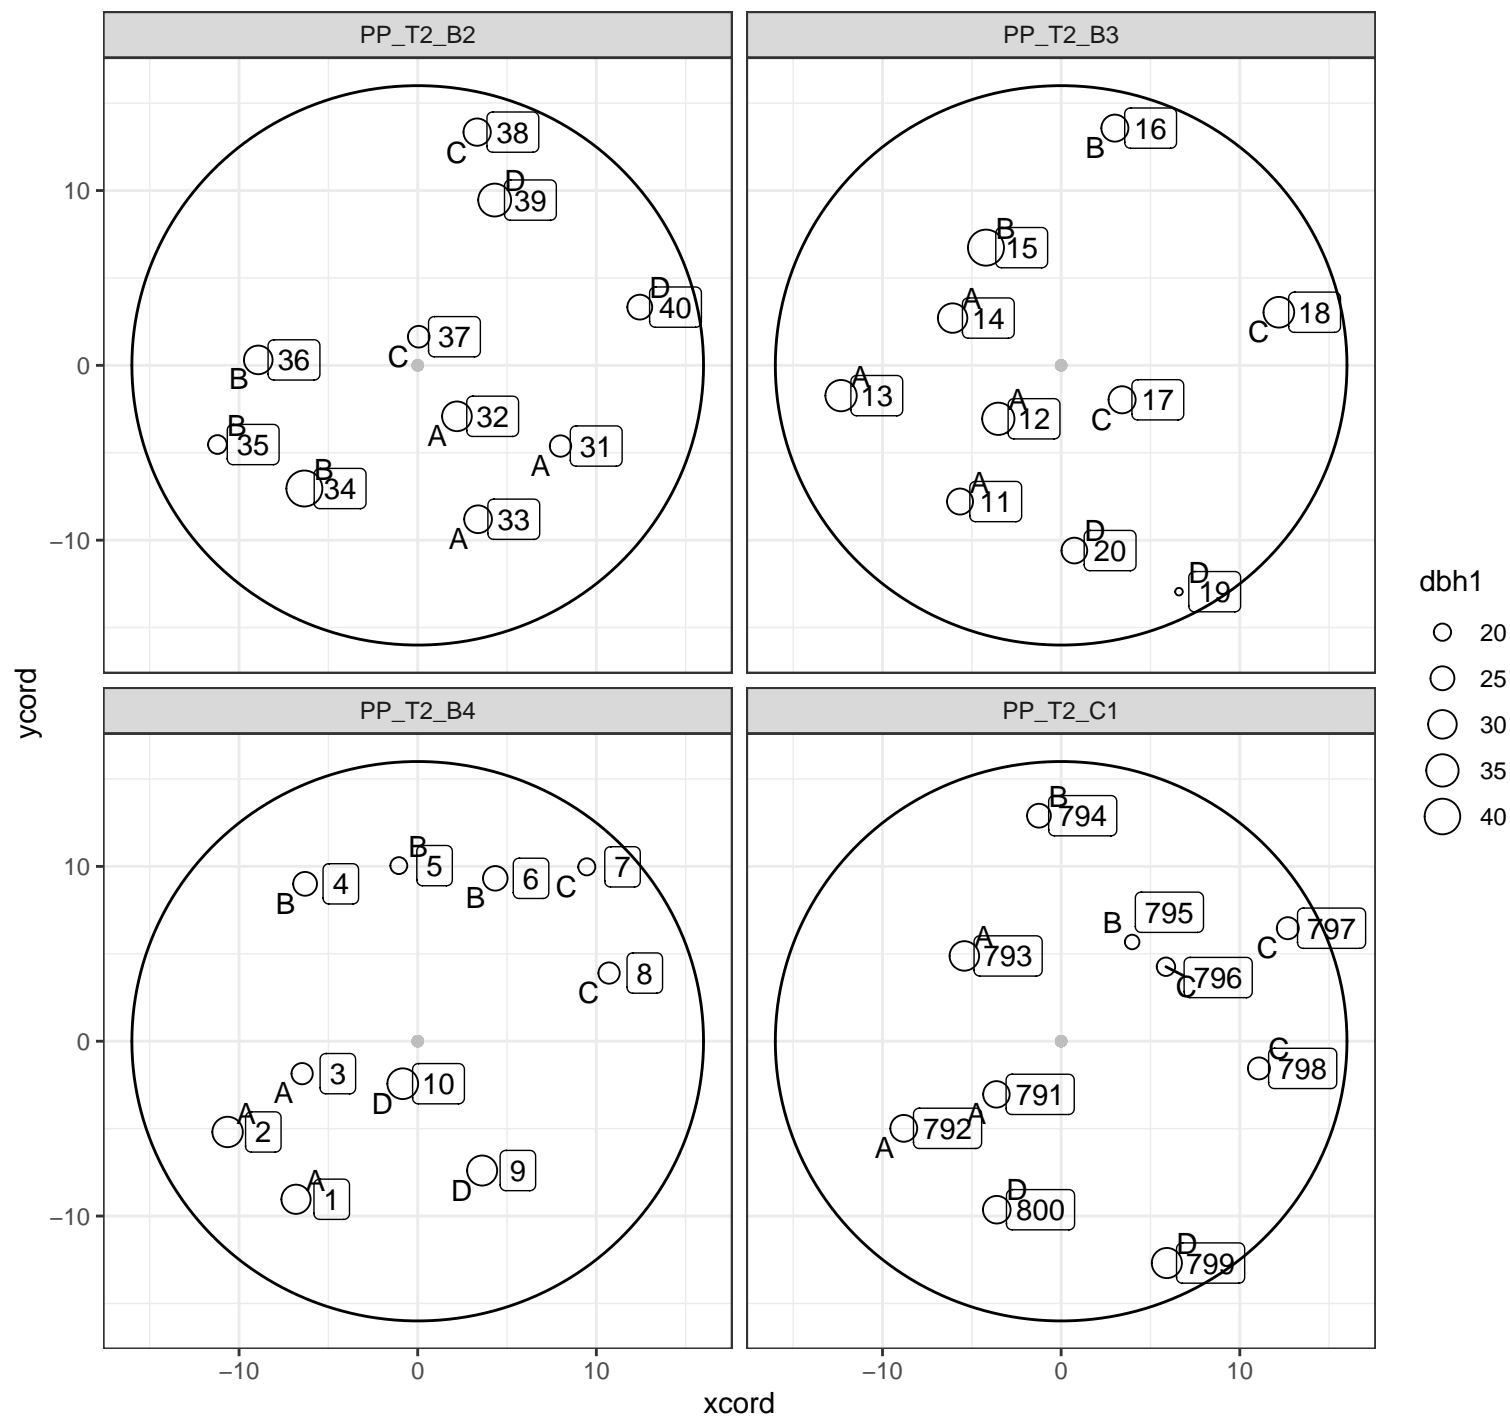 PP_T2_B2
PP_T2_B3
38
C
D
39
D
40
37
C
36
B
32
A
31
A
B
35
B
34
33
A
16
B
B
15
A
14
18
C
A
13
A
12
17
C
A
11
D
20
D
19
10
0
−10
ycord
PP_T2_B4
PP_T2_C1
B
5
4
B
6
B
7
C
8
C
3
A
10
D
A
2
9
D
A
1
B
794
795
B
797
C
A
793
796
C
C
798
791
A
792
A
D
800
D
799
10
0
−10
−10
0
10
−10
0
10
xcord
dbh1
20
25
30
35
40